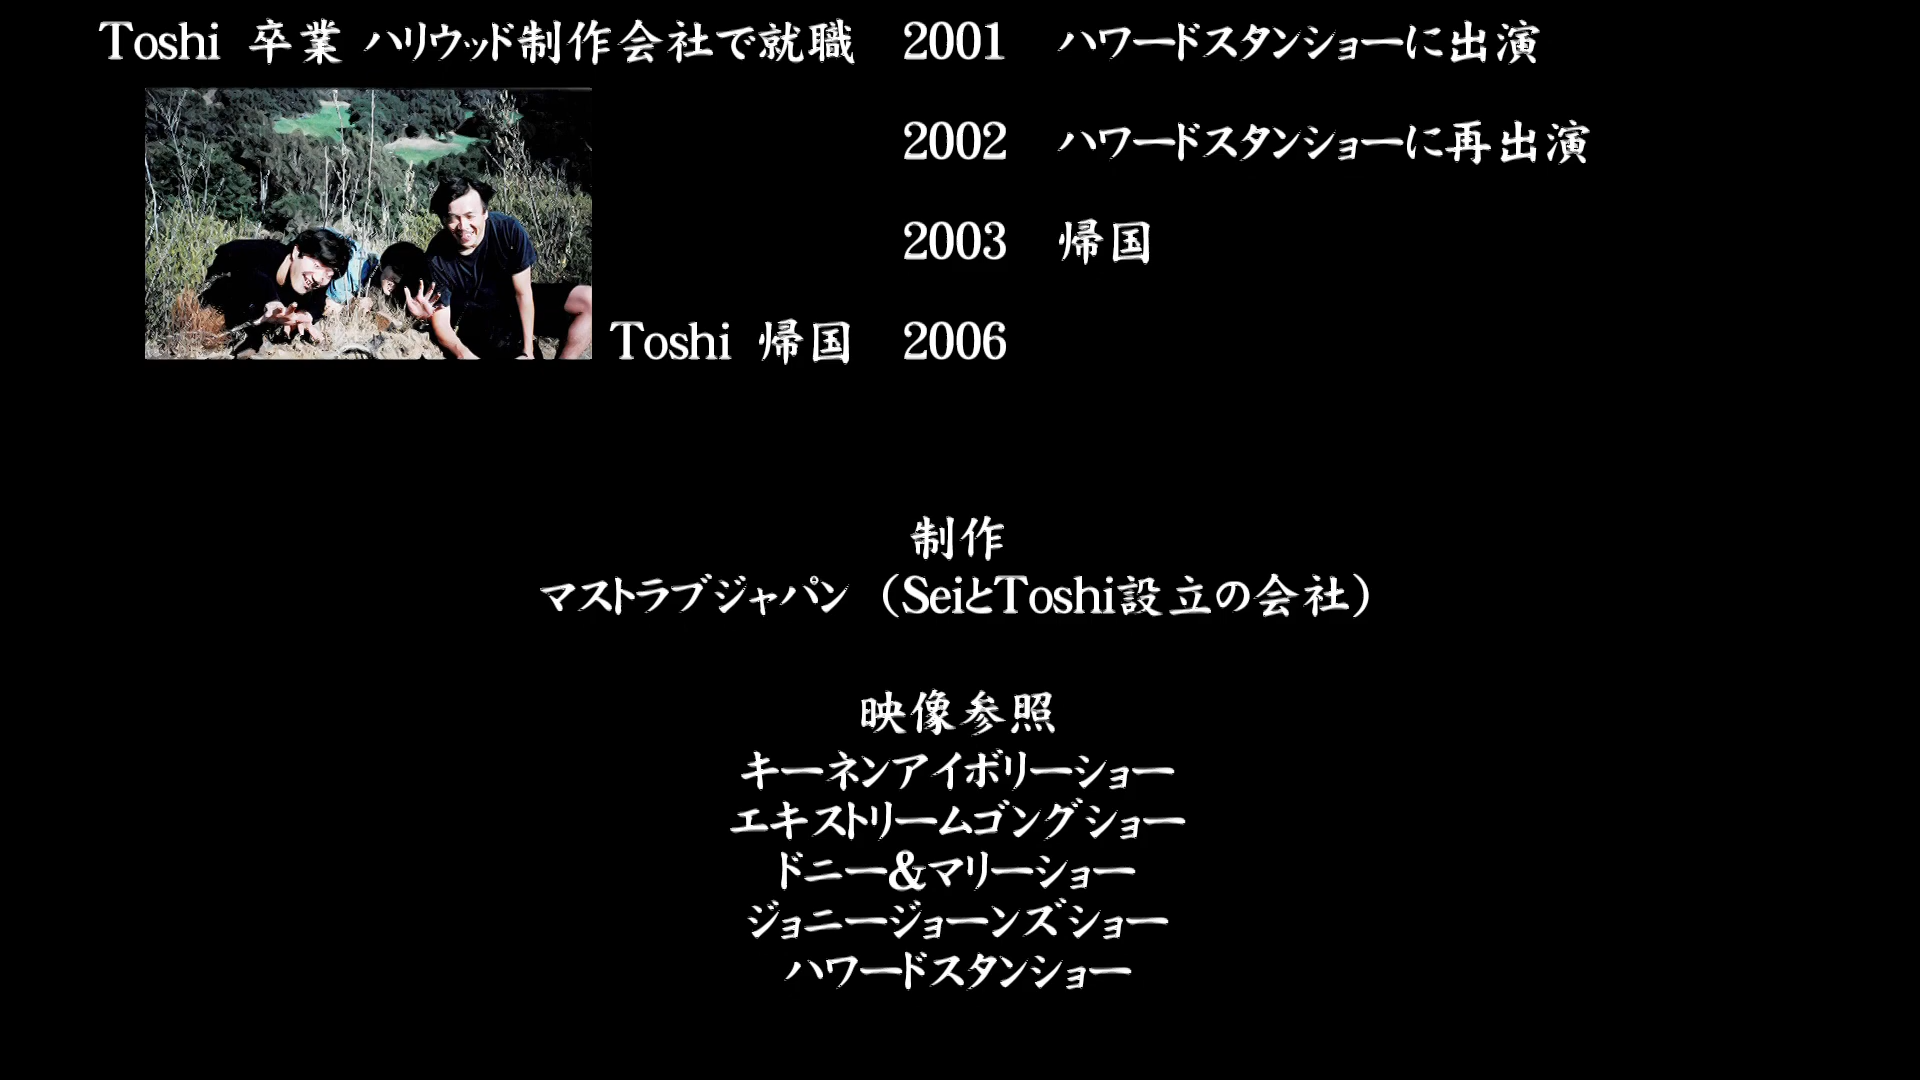 Toshi 卒業 ハリウッド制作会社で就職 2001 ハワードスタンショーに出演
2002 ハワードスタンショーに再出演
2003 帰国
Toshi 帰国 2006
制作
マストラブジャパン（SeiとToshi設立の会社）
映像参照
キーネンアイボリーショー
エキストリームゴングショー
ドニー&マリーショー
ジョニージョーンズショー
ハワードスタンショー